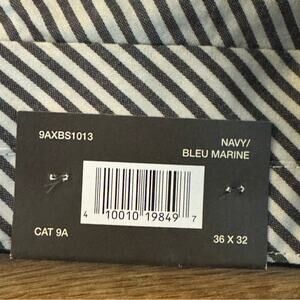 9AXBS1013
NAVY/
BLEU MARINE
4 10010 19849 7
CAT 9A
36 X 32